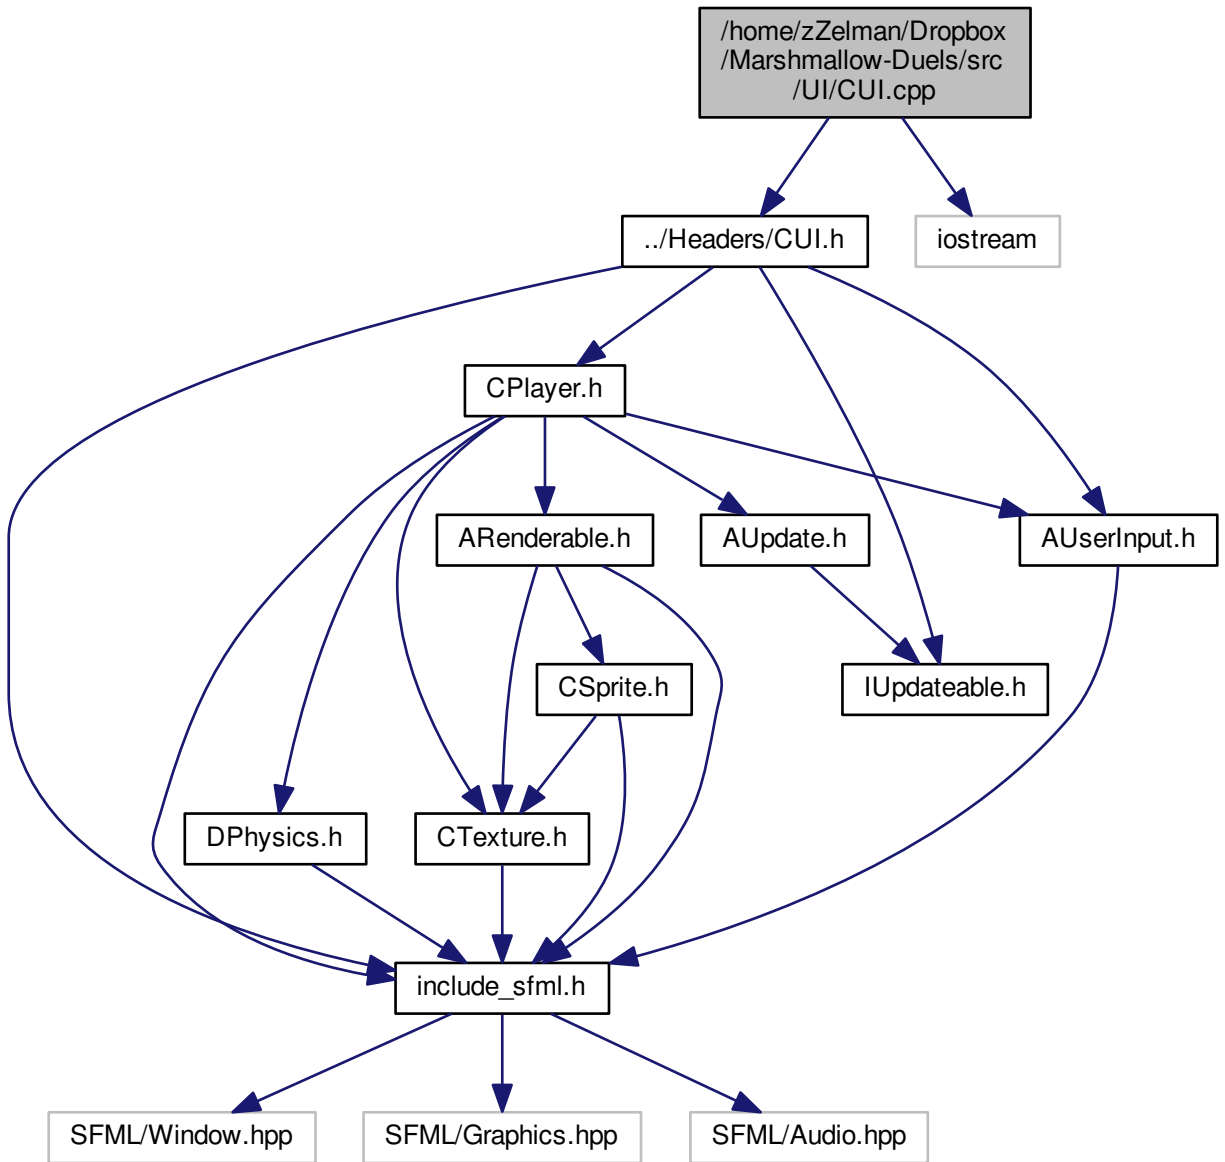 /home/zZelman/Dropbox
/Marshmallow-Duels/src
/UI/CUI.cpp
../Headers/CUI.h
iostream
CPlayer.h
ARenderable.h
AUpdate.h
AUserInput.h
CSprite.h
IUpdateable.h
DPhysics.h
CTexture.h
include_sfml.h
SFML/Window.hpp
SFML/Graphics.hpp
SFML/Audio.hpp